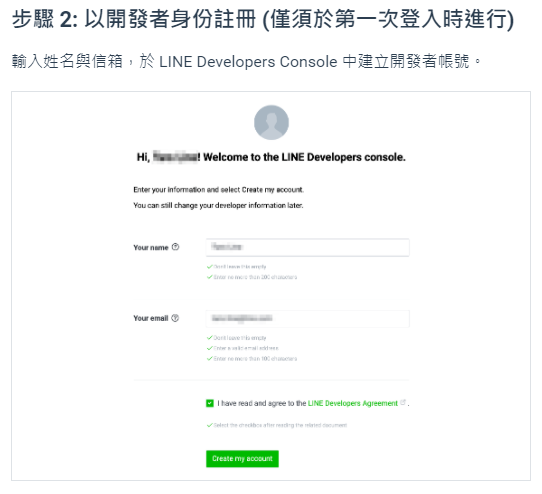 步驟 2: 以開發者身份註冊 (僅須於第一次登入時進行)
輸入姓名與信箱，於 LINE Developers Console 中建立開發者帳號。
Hi, ! Welcome to the LINE Developers console.
Enter your information and select Create my account.
You can still change your developer information later.
Your name
Don't leave this empty
Enter no more than 200 characters
Your email
Don't leave this empty
Enter a valid email address
Enter no more than 100 characters
I have read and agree to the LINE Developers Agreement .
Select the checkbox after reading the related document
Create my account